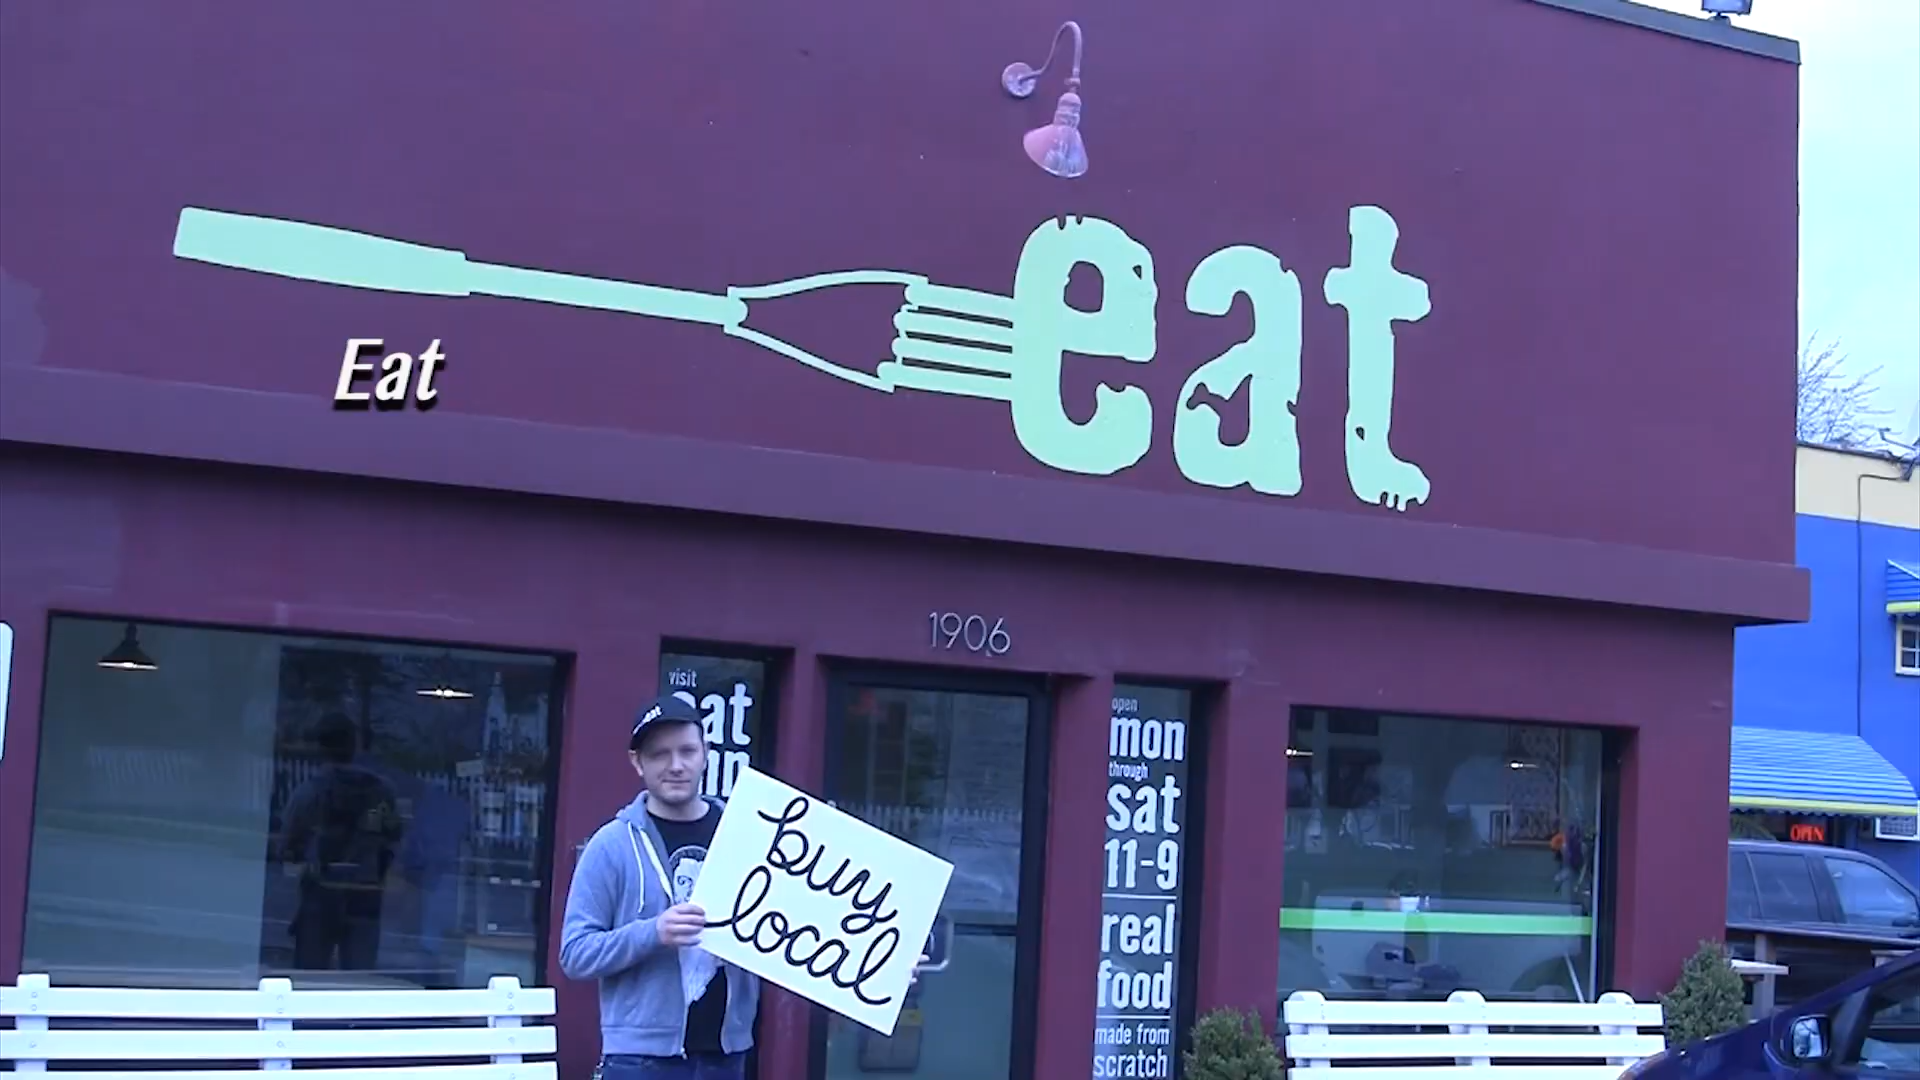 eat
Eat
1906
visit
eat
eat
buy
local
open
mon
through
sat
11-9
real
food
made from
scratch
OPEN